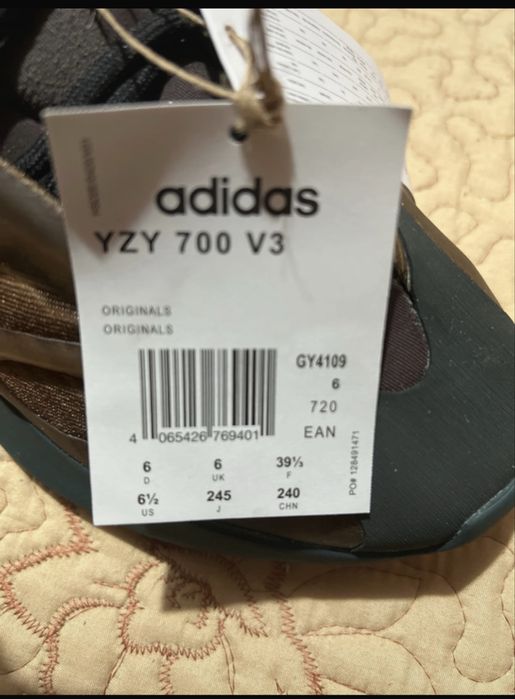 adidas
YZY 700 V3
ORIGINALS
ORIGINALS
GY4109
6
720
EAN
4 065426 769401
6 6 39⅓
D UK F
6½ 245 240
US J CHN
PO# 128491471